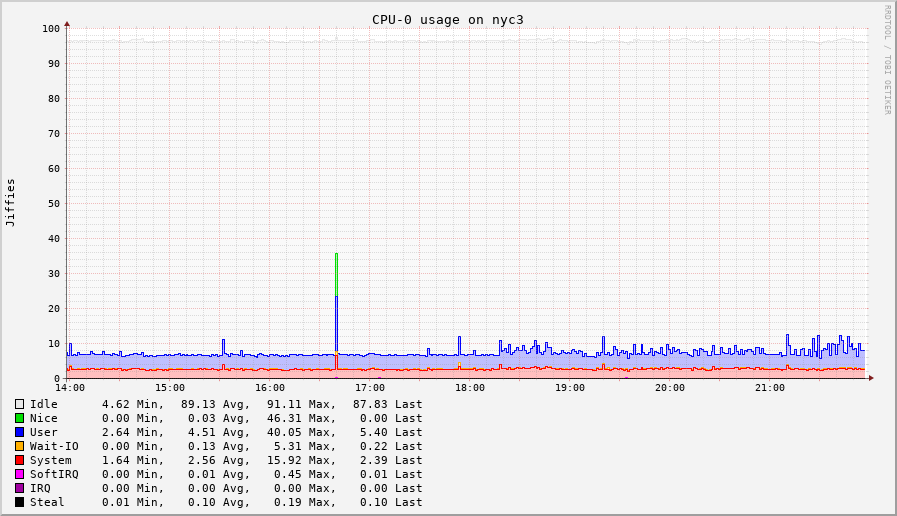 CPU-0 usage on nyc3
RRDTOOL / TOBI OETIKER
Jiffies
100
90
80
70
60
50
40
30
20
10
0
14:00 15:00 16:00 17:00 18:00 19:00 20:00 21:00
Idle 4.62 Min, 89.13 Avg, 91.11 Max, 87.83 Last
Nice 0.00 Min, 0.03 Avg, 46.31 Max, 0.00 Last
User 2.64 Min, 4.51 Avg, 40.05 Max, 5.40 Last
Wait-IO 0.00 Min, 0.13 Avg, 5.31 Max, 0.22 Last
System 1.64 Min, 2.56 Avg, 15.92 Max, 2.39 Last
SoftIRQ 0.00 Min, 0.01 Avg, 0.45 Max, 0.01 Last
IRQ 0.00 Min, 0.00 Avg, 0.00 Max, 0.00 Last
Steal 0.01 Min, 0.10 Avg, 0.19 Max, 0.10 Last